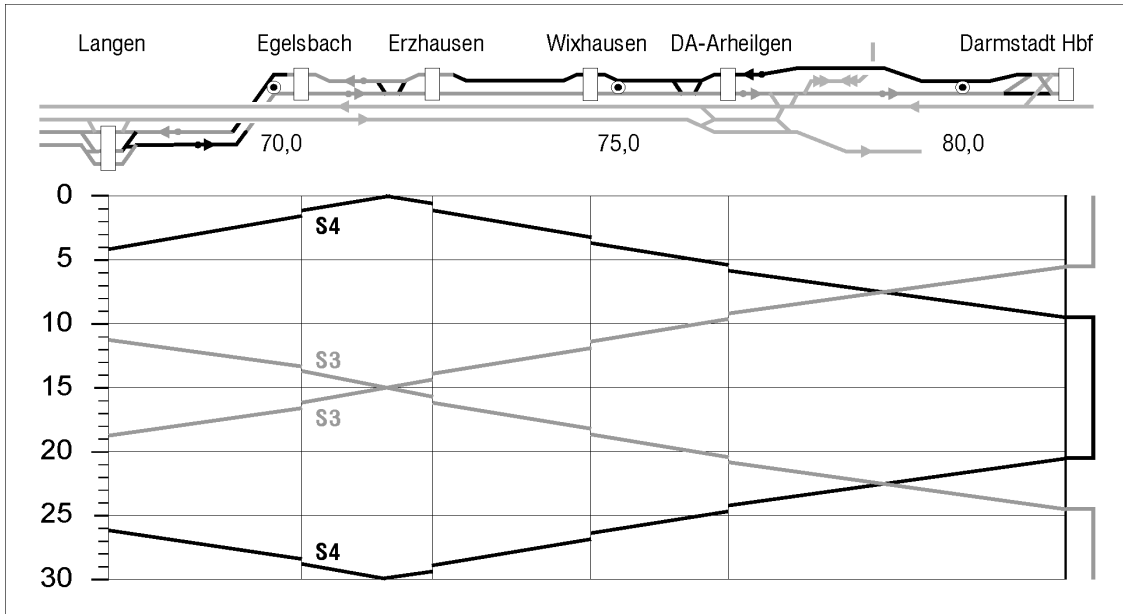 Langen Egelsbach Erzhausen Wixhausen DA-Arheilgen Darmstadt Hbf
70,0 75,0 80,0
0
S4
5
10
S3
15
S3
20
25
S4
30